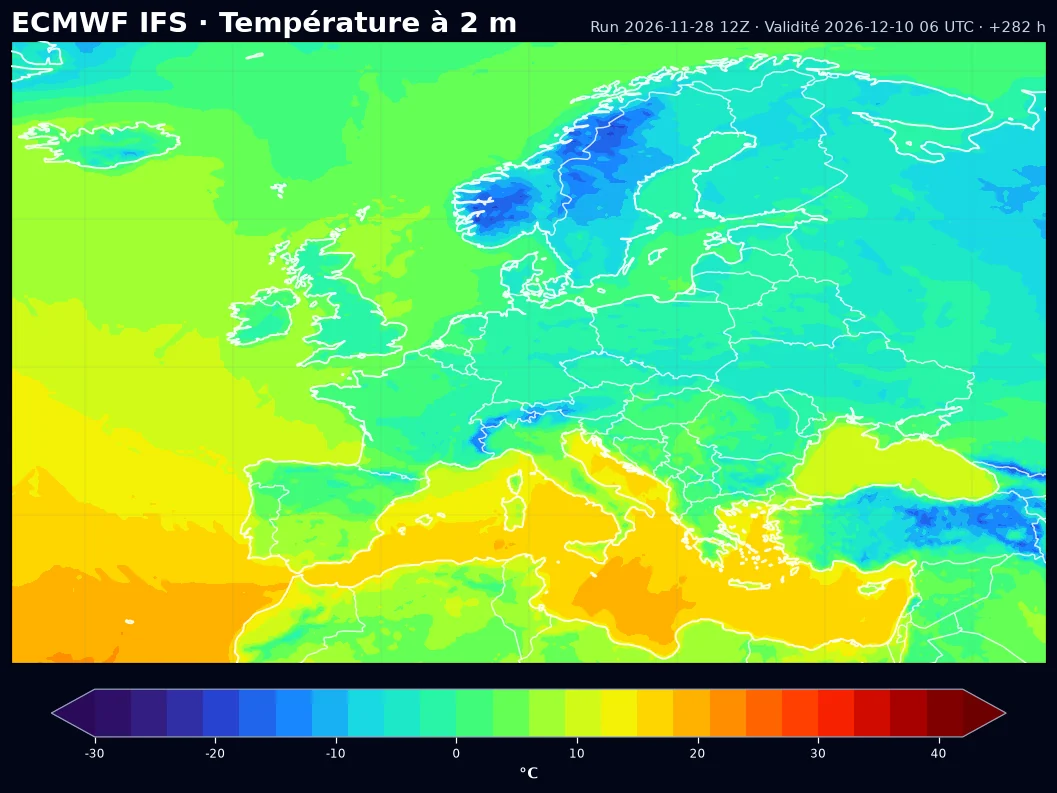 ECMWF IFS · Température à 2 m
Run 2026-11-28 12Z · Validité 2026-12-10 06 UTC · +282 h
-30 -20 -10 0 10 20 30 40
°C